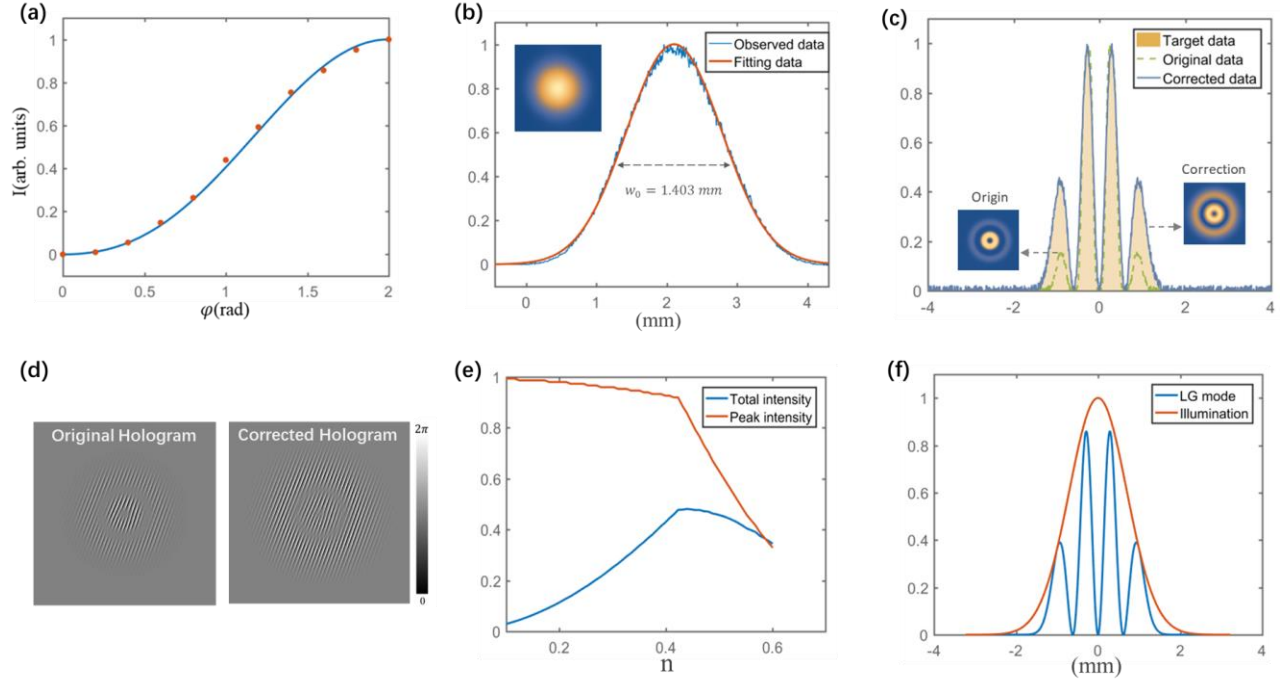 (a)
I(arb. units)
1
0.8
0.6
0.4
0.2
0
0
0.5
1
1.5
2
φ(rad)
(b)
1
0.8
0.6
0.4
0.2
0
Observed data
Fitting data
w₀ = 1.403 mm
0
1
2
3
4
(mm)
(c)
1
0.8
0.6
0.4
0.2
0
Target data
Original data
Corrected data
Correction
Origin
-4
-2
0
2
4
(d)
Original Hologram
Corrected Hologram
2π
0
(e)
1
0.8
0.6
0.4
0.2
0
Total intensity
Peak intensity
0.2
0.4
0.6
n
(f)
1
0.8
0.6
0.4
0.2
0
LG mode
Illumination
-4
-2
0
2
4
(mm)